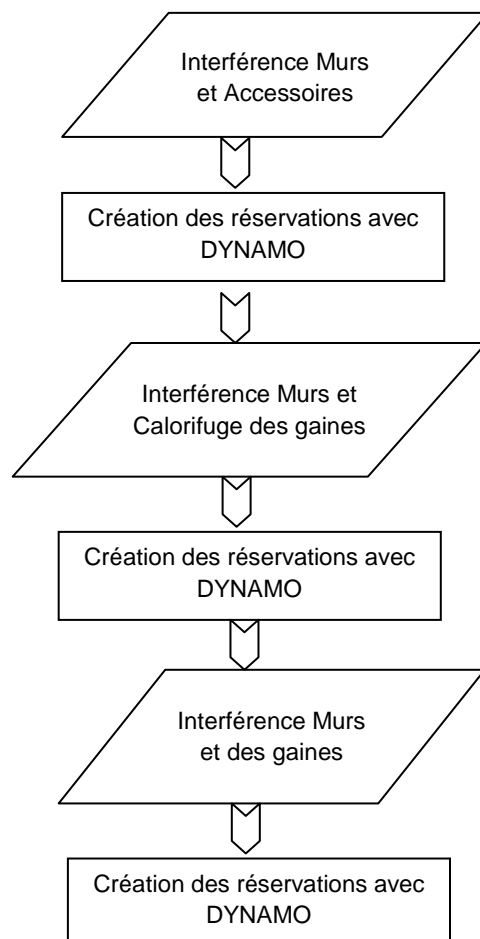 Interférence Murs
et Accessoires
Création des réservations avec
DYNAMO
Interférence Murs et
Calorifuge des gaines
Création des réservations avec
DYNAMO
Interférence Murs
et des gaines
Création des réservations avec
DYNAMO